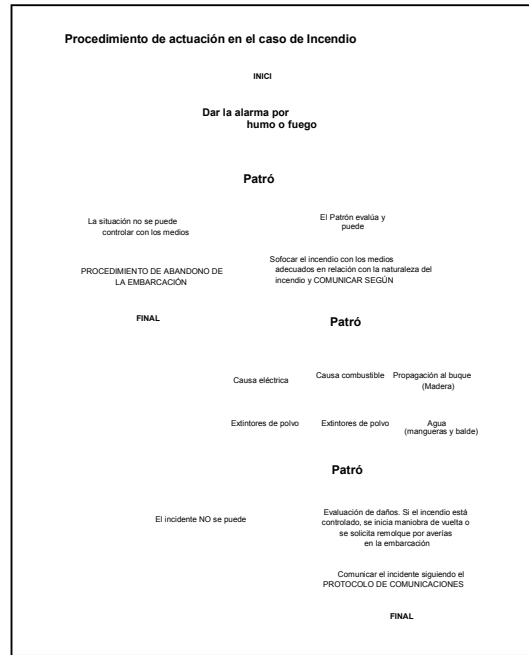 Procedimiento de actuación en el caso de Incendio
INICI
Dar la alarma por
humo o fuego
Patró
La situación no se puede
controlar con los medios
El Patrón evalúa y
puede
PROCEDIMIENTO DE ABANDONO DE
LA EMBARCACIÓN
Sofocar el incendio con los medios
adecuados en relación con la naturaleza del
incendio y COMUNICAR SEGÚN
FINAL
Patró
Causa eléctrica
Causa combustible
Propagación al buque
(Madera)
Extintores de polvo
Extintores de polvo
Agua
(mangueras y balde)
Patró
El incidente NO se puede
Evaluación de daños. Si el incendio está
controlado, se inicia maniobra de vuelta o
se solicita remolque por averías
en la embarcación
Comunicar el incidente siguiendo el
PROTOCOLO DE COMUNICACIONES
FINAL